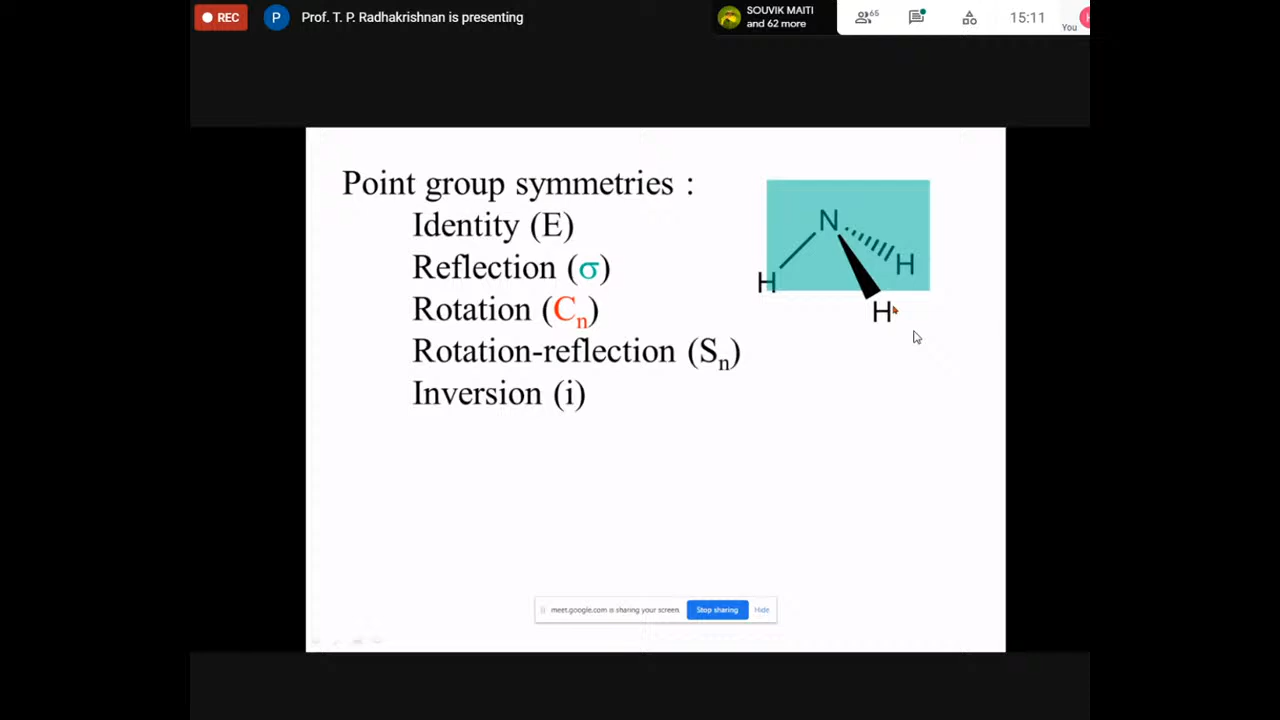 REC
P
Prof. T. P. Radhakrishnan is presenting
SOUVIK MAITI
and 62 more
65
15:11
You
Point group symmetries :
Identity (E)
Reflection (σ)
Rotation (Cₙ)
Rotation-reflection (Sₙ)
Inversion (i)
N
H
H
H
meet.google.com is sharing your screen.
Stop sharing
Hide